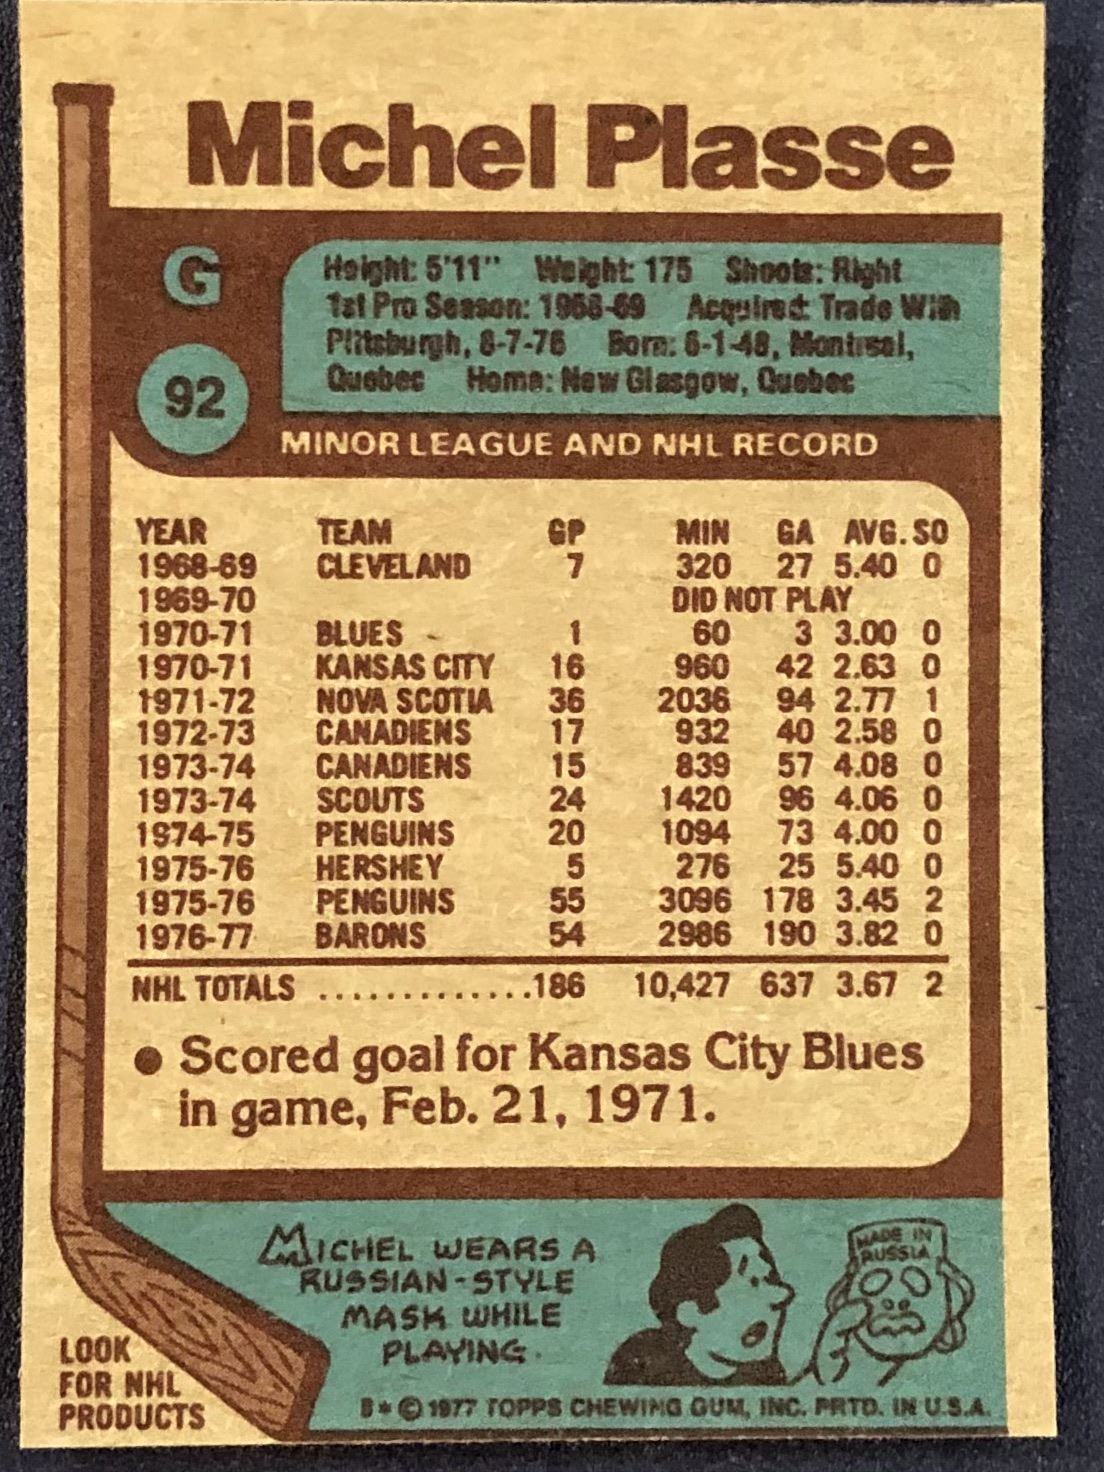 Michel Plasse
G
Height: 5'11" Weight: 175 Shoots: Right
1st Pro Season: 1968-69 Acquired: Trade With
Pittsburgh, 8-7-76 Born: 6-1-48, Montreal,
Quebec Home: New Glasgow, Quebec
92
MINOR LEAGUE AND NHL RECORD
YEAR TEAM GP MIN GA AVG. SO
1968-69 CLEVELAND 7 320 27 5.40 0
1969-70 DID NOT PLAY
1970-71 BLUES 1 60 3 3.00 0
1970-71 KANSAS CITY 16 960 42 2.63 0
1971-72 NOVA SCOTIA 36 2036 94 2.77 1
1972-73 CANADIENS 17 932 40 2.58 0
1973-74 CANADIENS 15 839 57 4.08 0
1973-74 SCOUTS 24 1420 96 4.06 0
1974-75 PENGUINS 20 1094 73 4.00 0
1975-76 HERSHEY 5 276 25 5.40 0
1975-76 PENGUINS 55 3096 178 3.45 2
1976-77 BARONS 54 2986 190 3.82 0
NHL TOTALS .............186 10,427 637 3.67 2
● Scored goal for Kansas City Blues
in game, Feb. 21, 1971.
MICHEL WEARS A
RUSSIAN-STYLE
MASK WHILE
PLAYING.
MADE IN
RUSSIA
LOOK
FOR NHL
PRODUCTS
B* © 1977 TOPPS CHEWING GUM, INC. PRTD. IN U.S.A.